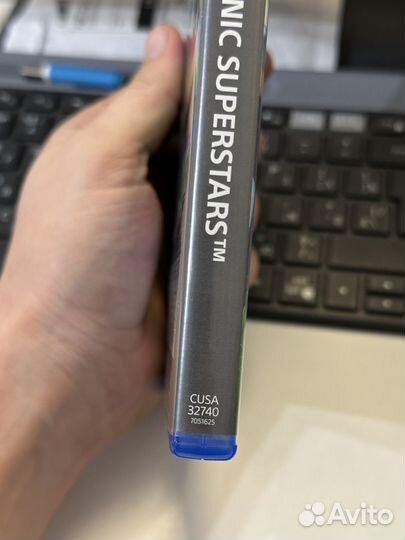 NIC SUPERSTARS™
CUSA
32740
7051625
Avito